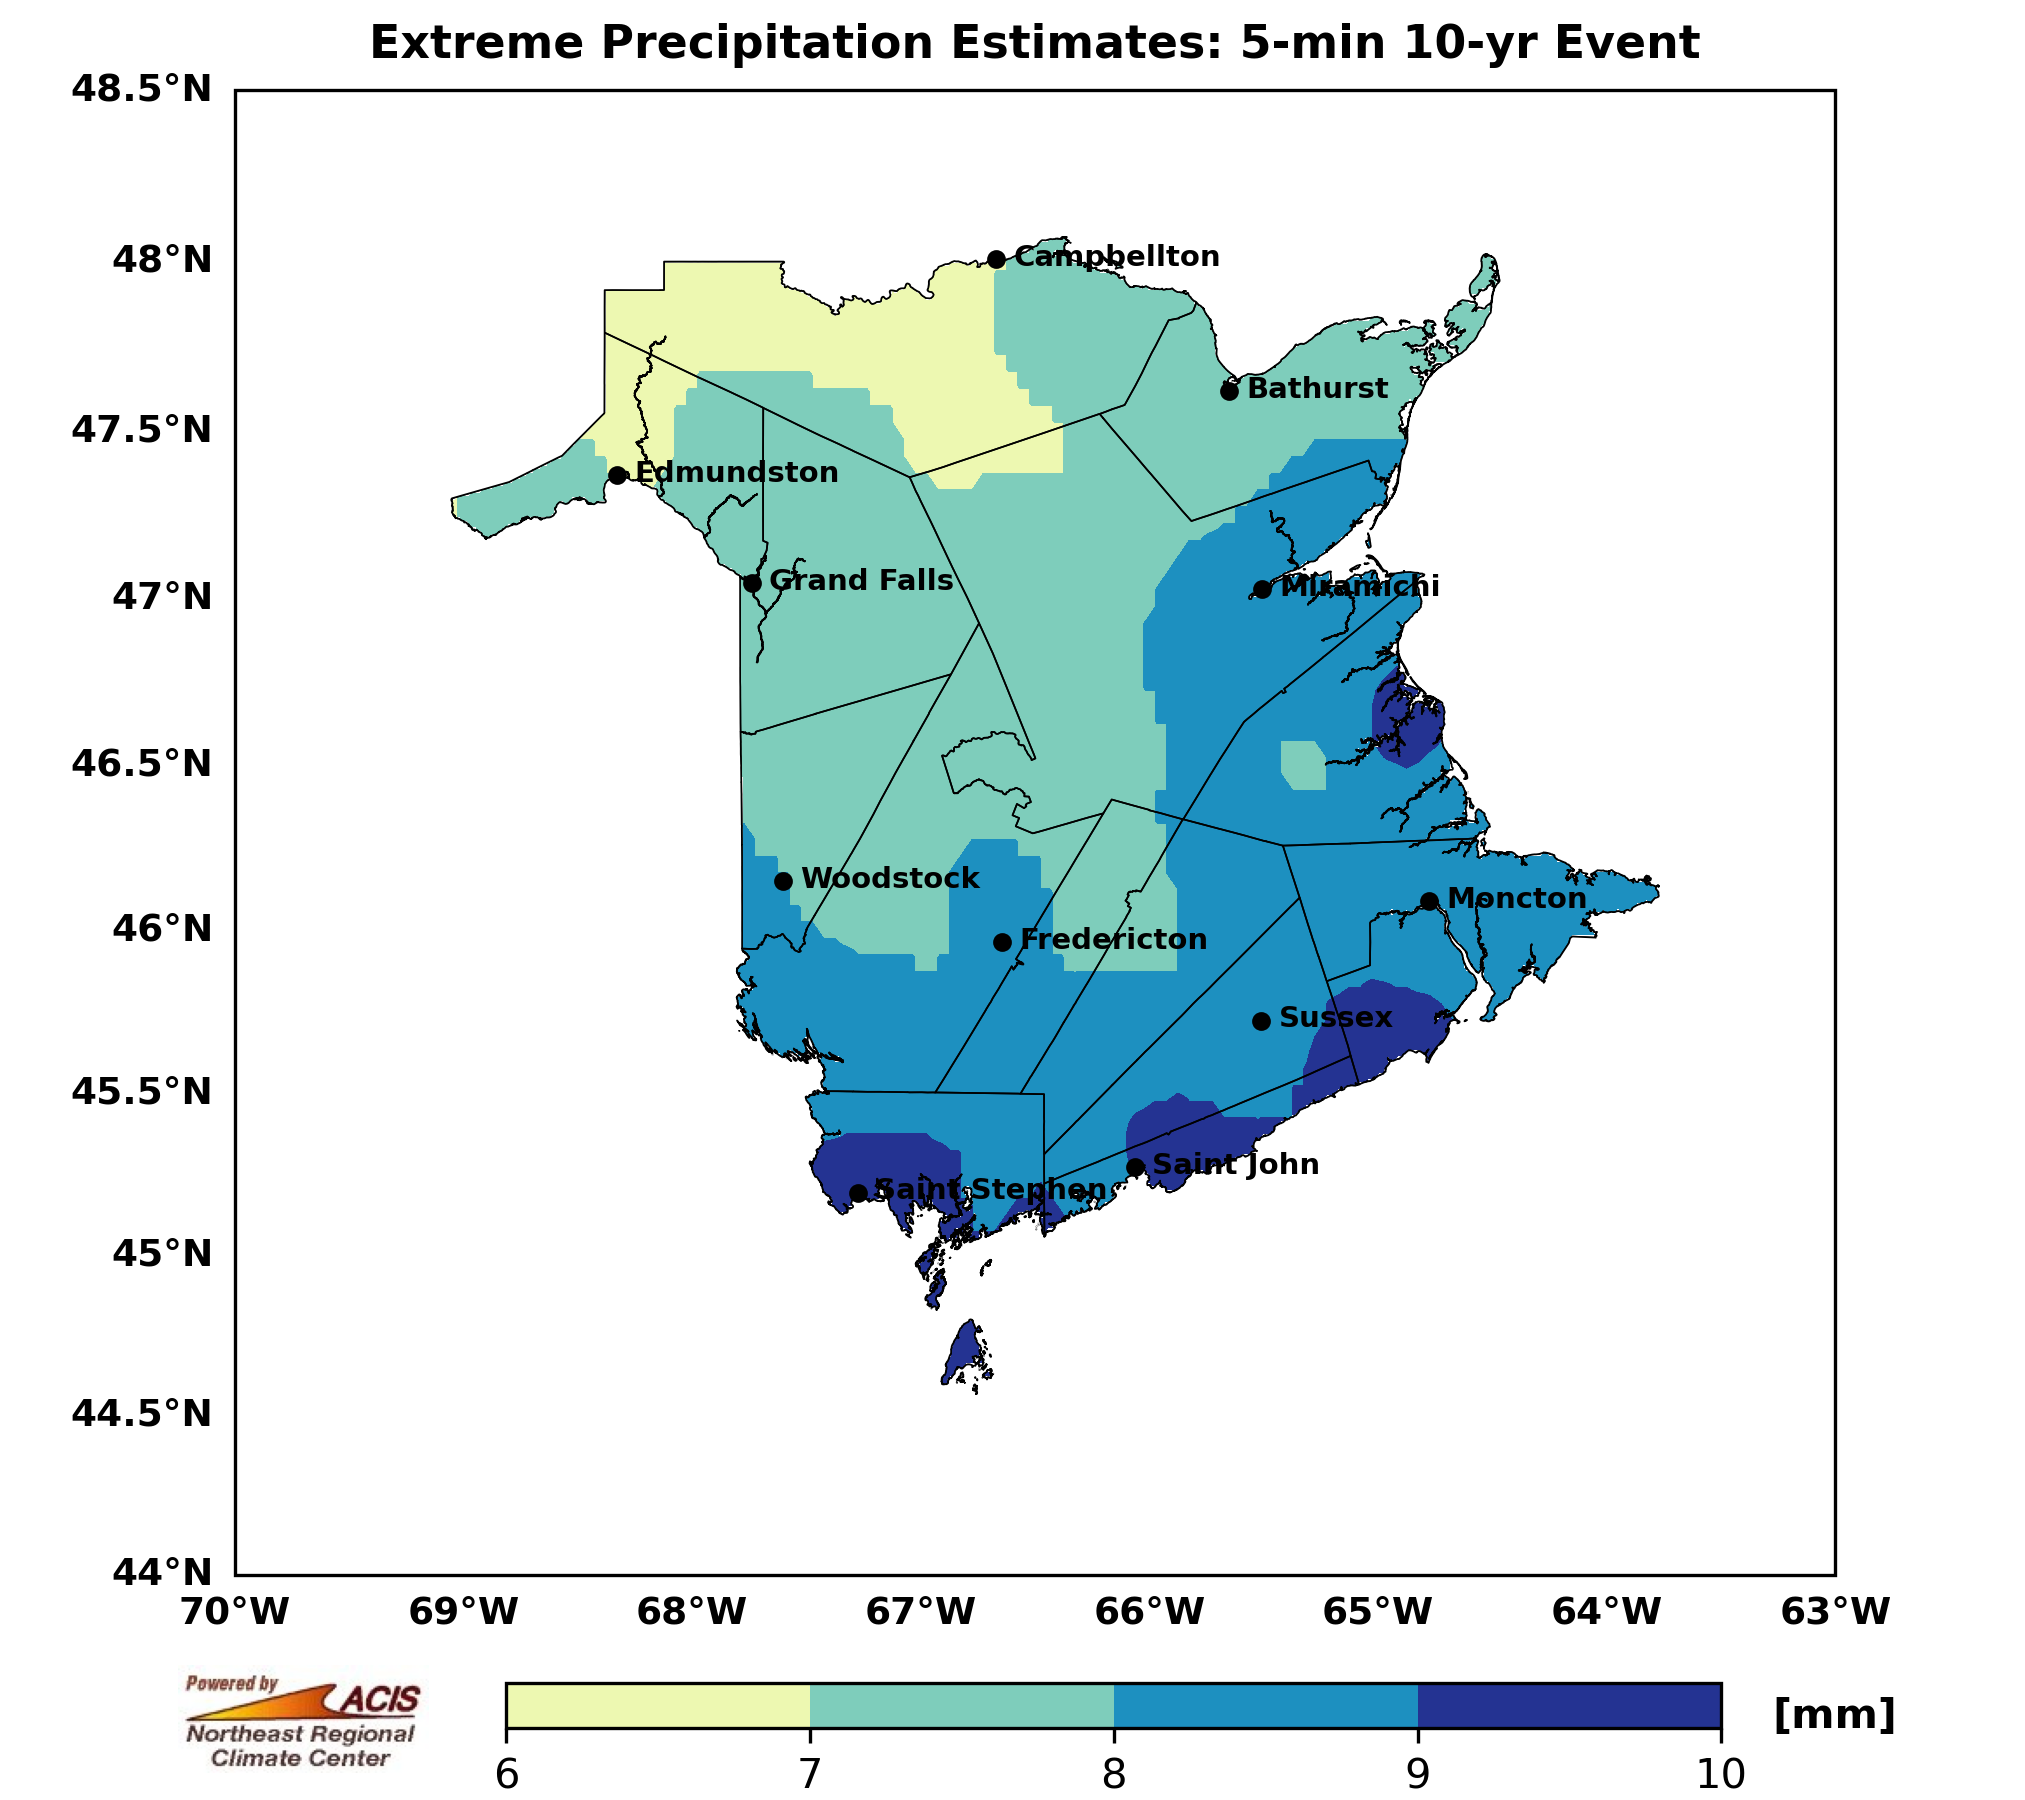 Extreme Precipitation Estimates: 5-min 10-yr Event
48.5°N
48°N
47.5°N
47°N
46.5°N
46°N
45.5°N
45°N
44.5°N
44°N
Campbellton
Bathurst
Edmundston
Grand Falls
Miramichi
Woodstock
Moncton
Fredericton
Sussex
Saint John
Saint Stephen
70°W 69°W 68°W 67°W 66°W 65°W 64°W 63°W
Powered by
ACIS
Northeast Regional
Climate Center
[mm]
6 7 8 9 10